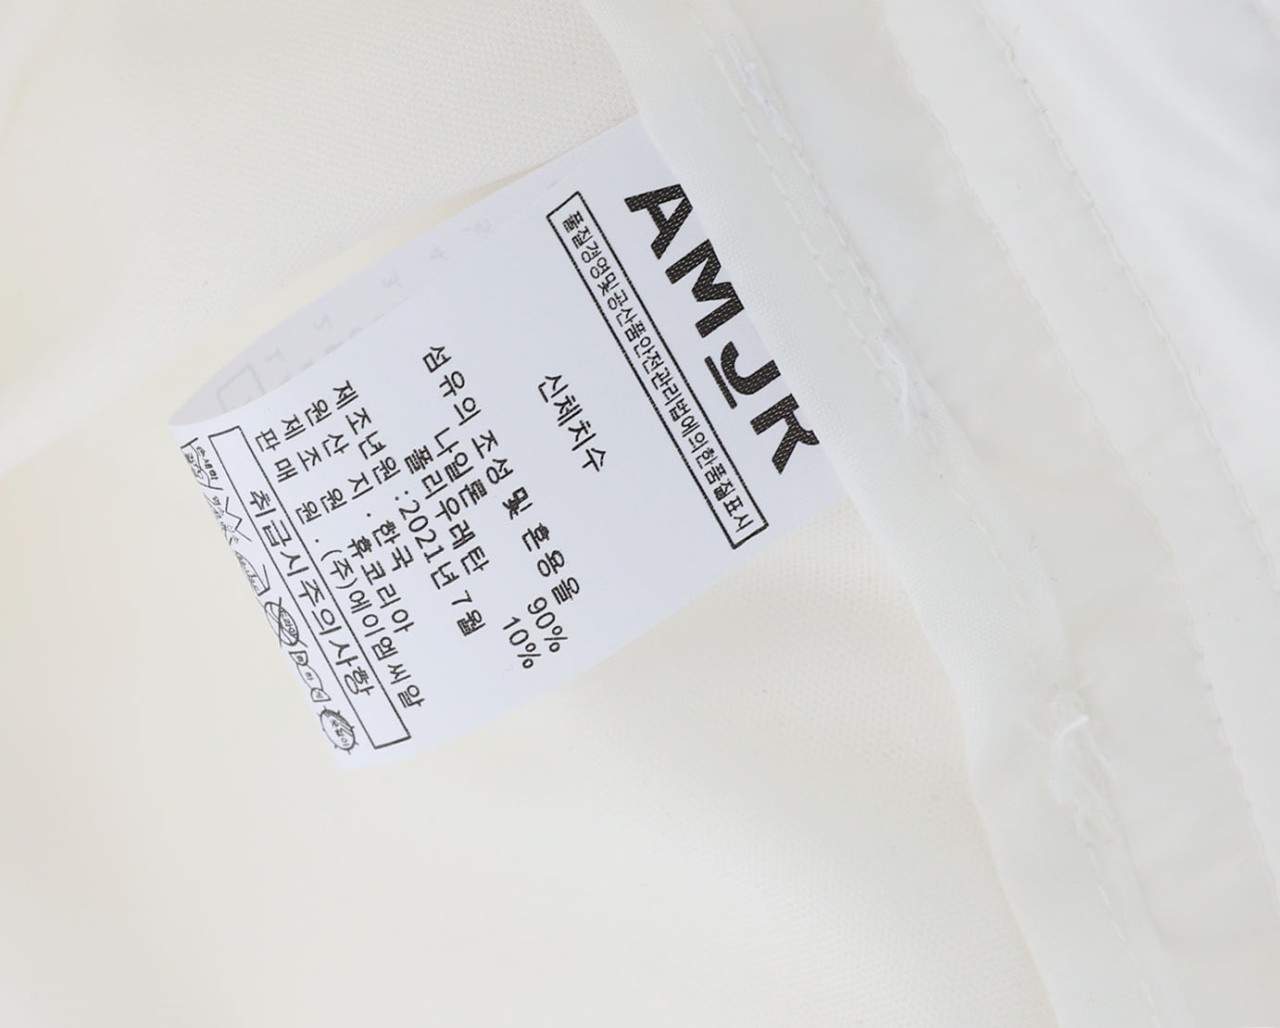 AMJK
품질경영및공산품안전관리법에의한품질표시
신체치수
섬유의 조성 및 혼용율
나일론 90%
폴리우레탄 10%
제조년월 : 2021년 7월
원산지 : 한국
제조원 : 휴코리아
판매원 : (주)에이엠씨알
취급시주의사항